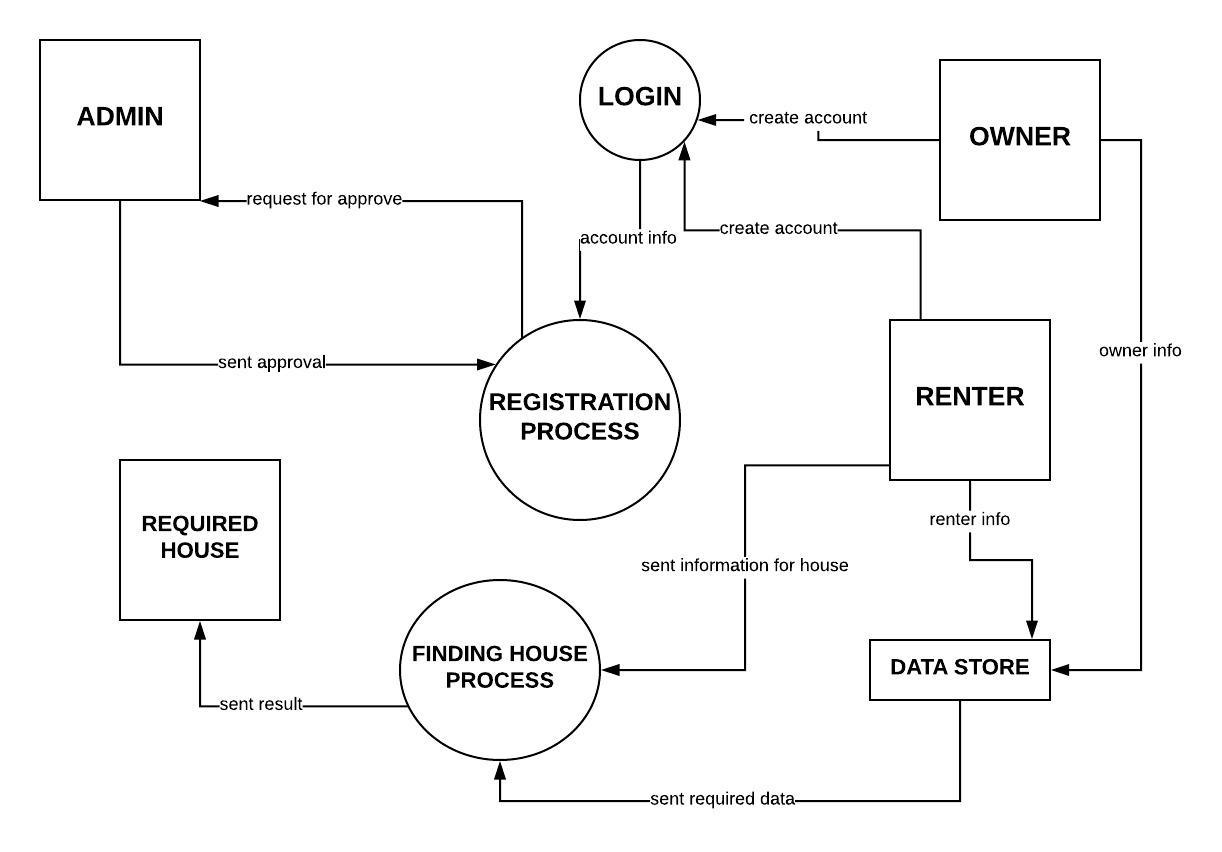 LOGIN
ADMIN
create account
OWNER
request for approve
create account
account info
owner info
sent approval
RENTER
REGISTRATION
PROCESS
REQUIRED
HOUSE
renter info
sent information for house
FINDING HOUSE
PROCESS
DATA STORE
sent result
sent required data